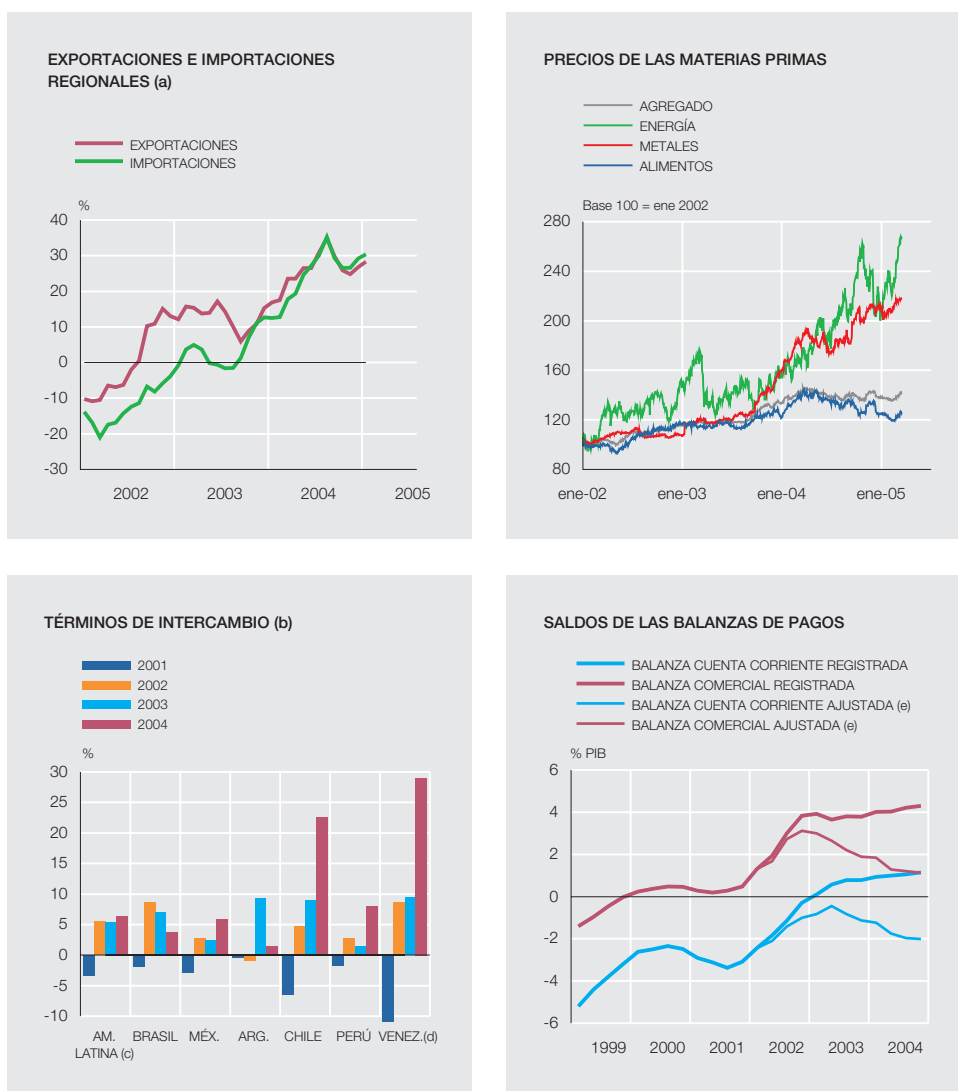 EXPORTACIONES E IMPORTACIONES
REGIONALES (a)
EXPORTACIONES
IMPORTACIONES
%
40
30
20
10
0
-10
-20
-30
2002 2003 2004 2005
PRECIOS DE LAS MATERIAS PRIMAS
AGREGADO
ENERGÍA
METALES
ALIMENTOS
Base 100 = ene 2002
280
240
200
160
120
80
ene-02 ene-03 ene-04 ene-05
TÉRMINOS DE INTERCAMBIO (b)
2001
2002
2003
2004
%
30
25
20
15
10
5
0
-5
-10
AM. BRASIL MÉX. ARG. CHILE PERÚ VENEZ.(d)
LATINA (c)
SALDOS DE LAS BALANZAS DE PAGOS
BALANZA CUENTA CORRIENTE REGISTRADA
BALANZA COMERCIAL REGISTRADA
BALANZA CUENTA CORRIENTE AJUSTADA (e)
BALANZA COMERCIAL AJUSTADA (e)
% PIB
6
4
2
0
-2
-4
-6
1999 2000 2001 2002 2003 2004